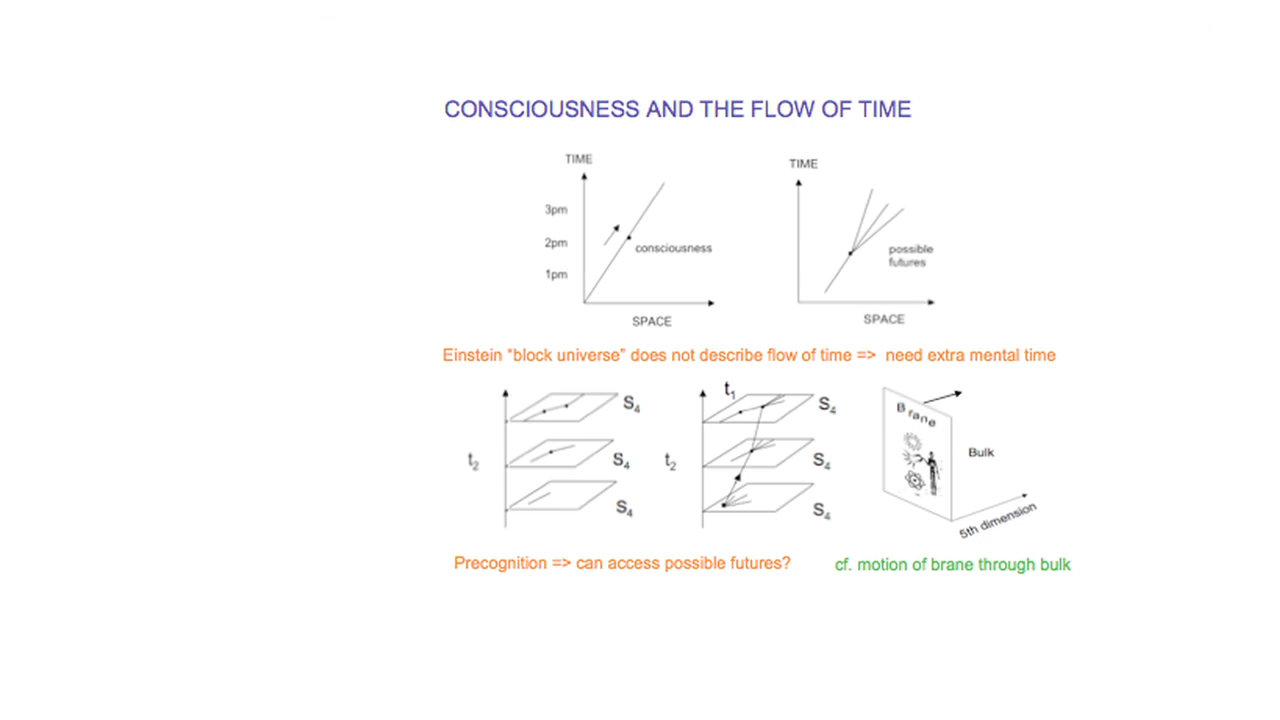 CONSCIOUSNESS AND THE FLOW OF TIME
TIME
3pm
2pm
1pm
consciousness
SPACE
TIME
possible
futures
SPACE
Einstein "block universe" does not describe flow of time => need extra mental time
t2
S4
S4
S4
t1
t2
S4
S4
S4
Brane
Bulk
5th dimension
Precognition => can access possible futures?
cf. motion of brane through bulk